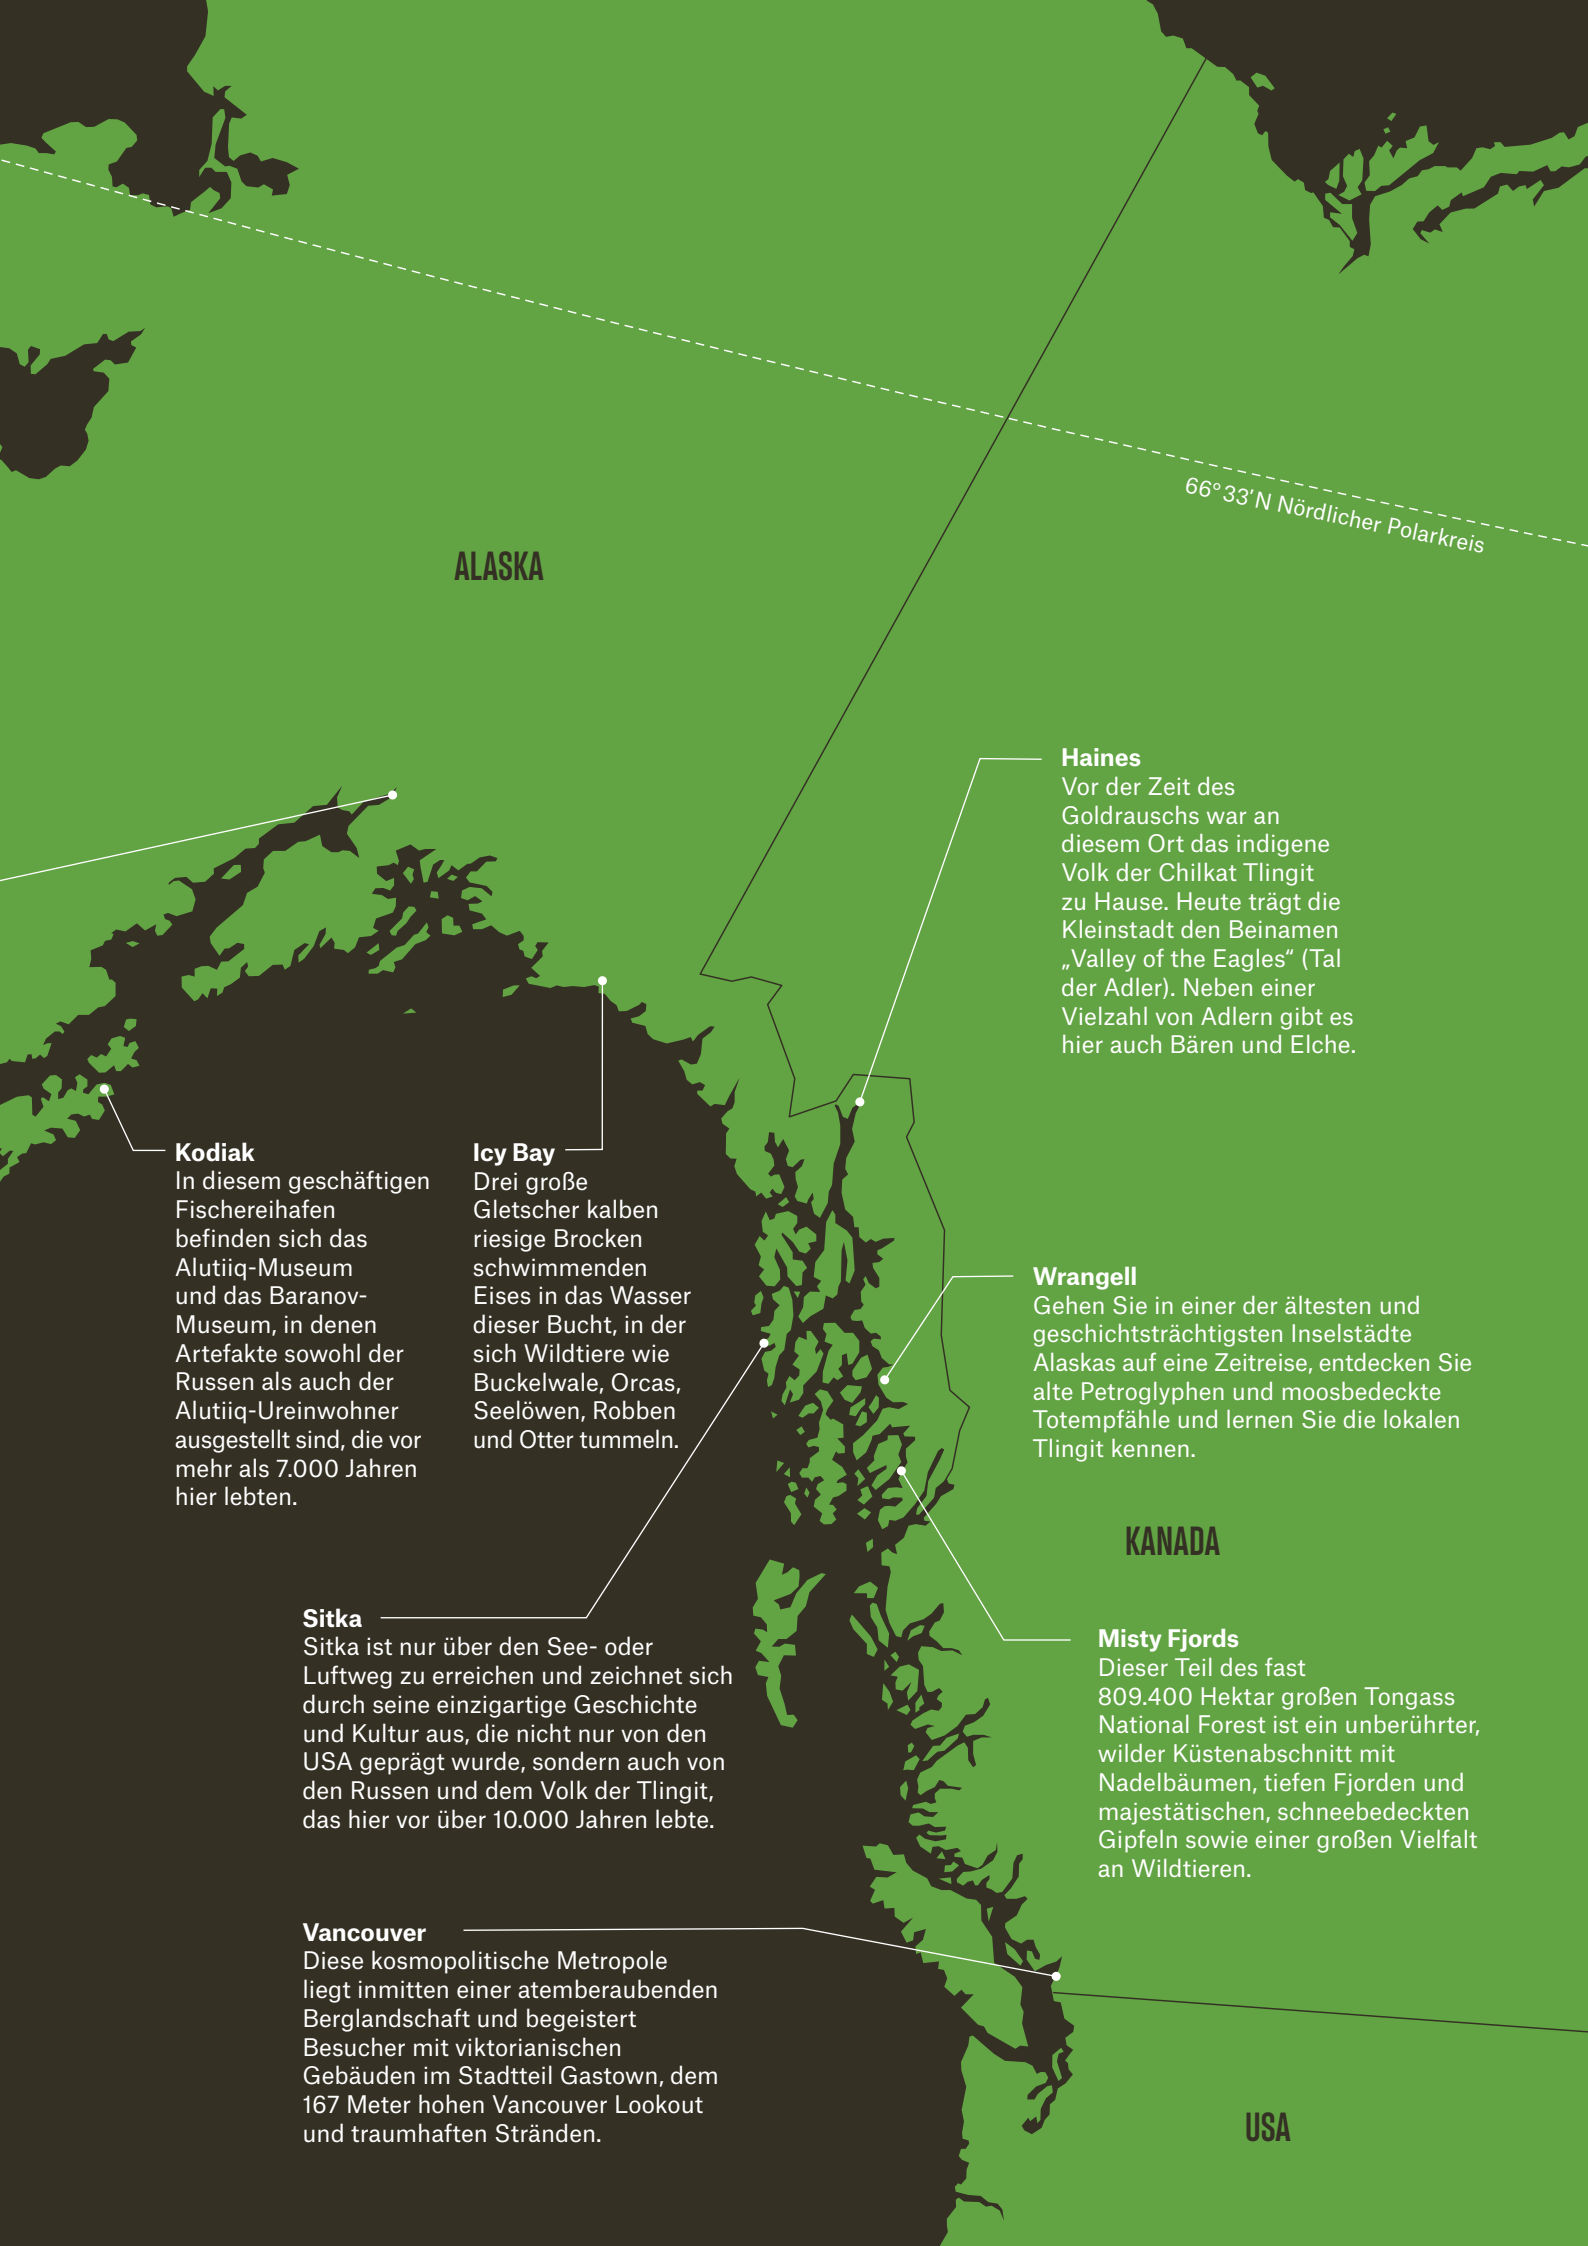 66°33’N Nördlicher Polarkreis
ALASKA
Haines
Vor der Zeit des
Goldrauschs war an
diesem Ort das indigene
Volk der Chilkat Tlingit
zu Hause. Heute trägt die
Kleinstadt den Beinamen
„Valley of the Eagles“ (Tal
der Adler). Neben einer
Vielzahl von Adlern gibt es
hier auch Bären und Elche.
Kodiak
In diesem geschäftigen
Fischereihafen
befinden sich das
Alutiiq-Museum
und das Baranov-
Museum, in denen
Artefakte sowohl der
Russen als auch der
Alutiiq-Ureinwohner
ausgestellt sind, die vor
mehr als 7.000 Jahren
hier lebten.
Icy Bay
Drei große
Gletscher kalben
riesige Brocken
schwimmenden
Eises in das Wasser
dieser Bucht, in der
sich Wildtiere wie
Buckelwale, Orcas,
Seelöwen, Robben
und Otter tummeln.
Wrangell
Gehen Sie in einer der ältesten und
geschichtsträchtigsten Inselstädte
Alaskas auf eine Zeitreise, entdecken Sie
alte Petroglyphen und moosbedeckte
Totempfähle und lernen Sie die lokalen
Tlingit kennen.
KANADA
Sitka
Sitka ist nur über den See- oder
Luftweg zu erreichen und zeichnet sich
durch seine einzigartige Geschichte
und Kultur aus, die nicht nur von den
USA geprägt wurde, sondern auch von
den Russen und dem Volk der Tlingit,
das hier vor über 10.000 Jahren lebte.
Misty Fjords
Dieser Teil des fast
809.400 Hektar großen Tongass
National Forest ist ein unberührter,
wilder Küstenabschnitt mit
Nadelbäumen, tiefen Fjorden und
majestätischen, schneebedeckten
Gipfeln sowie einer großen Vielfalt
an Wildtieren.
Vancouver
Diese kosmopolitische Metropole
liegt inmitten einer atemberaubenden
Berglandschaft und begeistert
Besucher mit viktorianischen
Gebäuden im Stadtteil Gastown, dem
167 Meter hohen Vancouver Lookout
und traumhaften Stränden.
USA